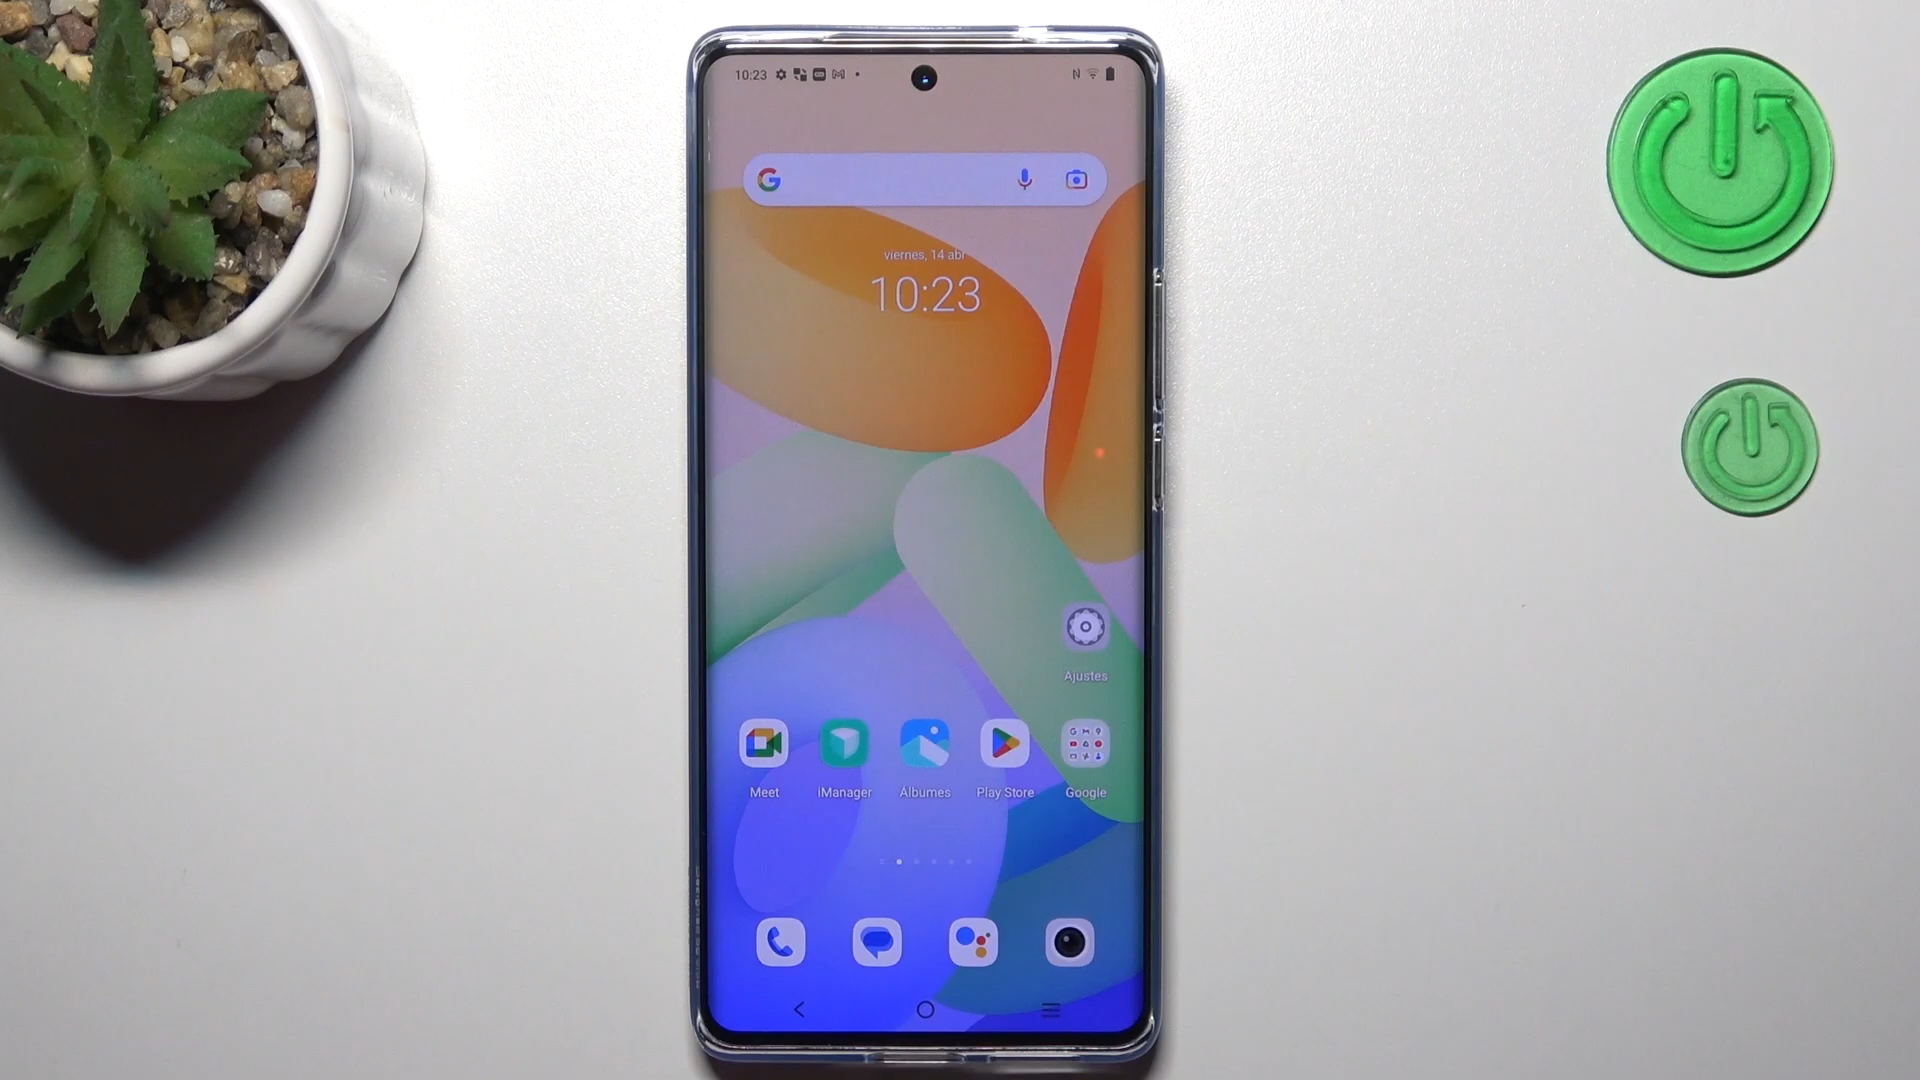 10:23
viernes, 14 abr
10:23
Ajustes
Meet iManager Álbumes Play Store Google